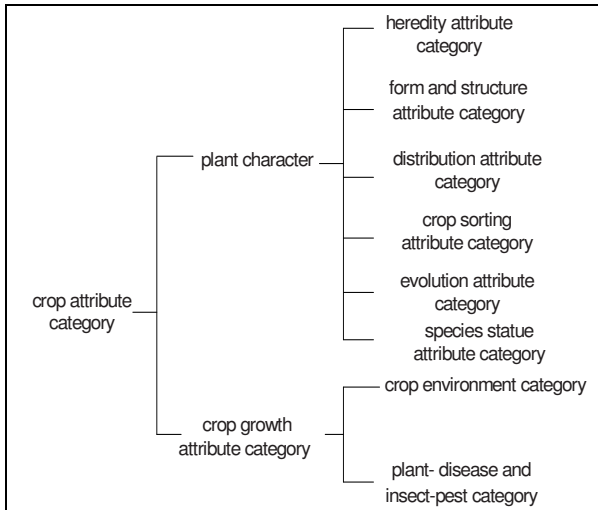 heredity attribute
category
form and structure
attribute category
distribution attribute
category
plant character
crop sorting
attribute category
evolution attribute
category
species statue
attribute category
crop attribute
category
crop environment category
crop growth
attribute category
plant- disease and
insect-pest category